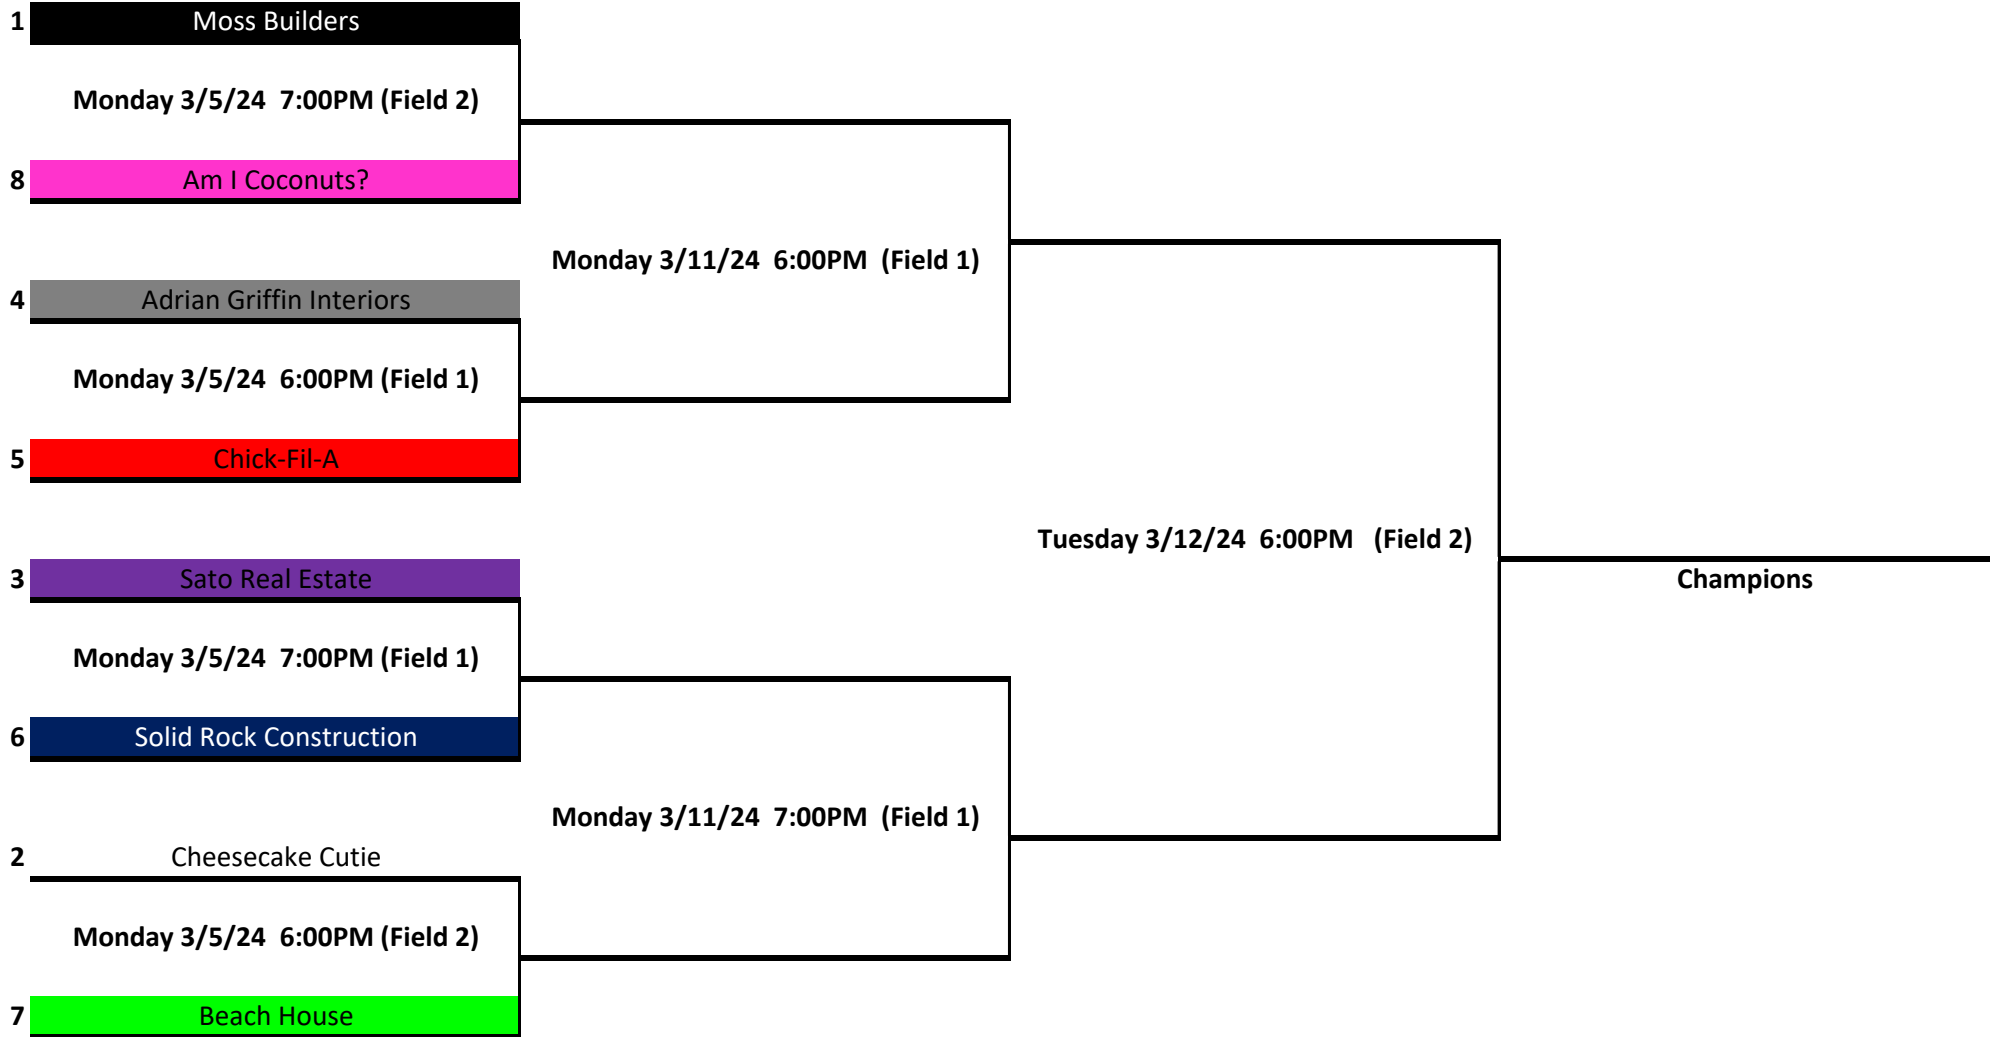 1 Moss Builders
Monday 3/5/24 7:00PM (Field 2)
8 Am I Coconuts?
Monday 3/11/24 6:00PM (Field 1)
4 Adrian Griffin Interiors
Monday 3/5/24 6:00PM (Field 1)
5 Chick-Fil-A
Tuesday 3/12/24 6:00PM (Field 2)
3 Sato Real Estate
Champions
Monday 3/5/24 7:00PM (Field 1)
6 Solid Rock Construction
Monday 3/11/24 7:00PM (Field 1)
2 Cheesecake Cutie
Monday 3/5/24 6:00PM (Field 2)
7 Beach House